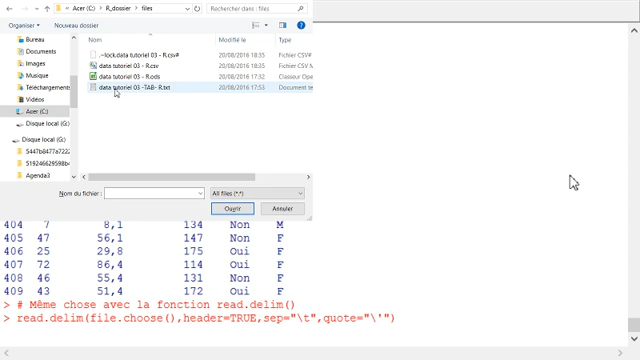 Acer (C:) › R_dossier › files
Rechercher dans : files
Organiser
Nouveau dossier
Nom
Modifié le
Type
Bureau
Documents
Images
Musique
Téléchargements
Vidéos
Acer (C:)
Disque local (G:)
Disque local (G:)
5447b8477a7222
519246629598b
Agenda3
.~lock.data tutoriel 03 - R.csv# 20/08/2016 18:35 Fichier CSV#
data tutoriel 03 - R.csv 20/08/2016 18:35 Fichier CSV M
data tutoriel 03 - R.ods 20/08/2016 17:32 Classeur Ope
data tutoriel 03 -TAB- R.txt 20/08/2016 17:53 Document te
Nom du fichier :
All files (*.*)
Ouvrir
Annuler
404 7 8,1 134 Non M
405 47 56,1 147 Non F
406 25 29,8 175 Oui F
407 72 86,4 114 Oui F
408 46 55,4 131 Non F
409 43 51,4 172 Oui F
> # Même chose avec la fonction read.delim()
> read.delim(file.choose(),header=TRUE,sep="\t",quote="\'")